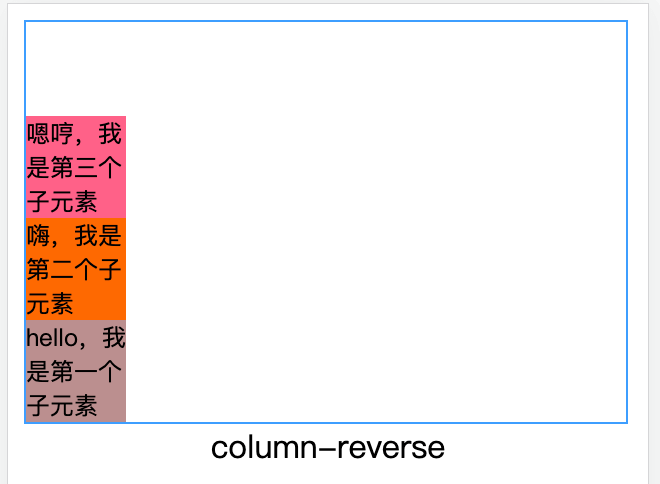 嗯哼，我
是第三个
子元素
嗨，我是
第二个子
元素
hello，我
是第一个
子元素
column-reverse